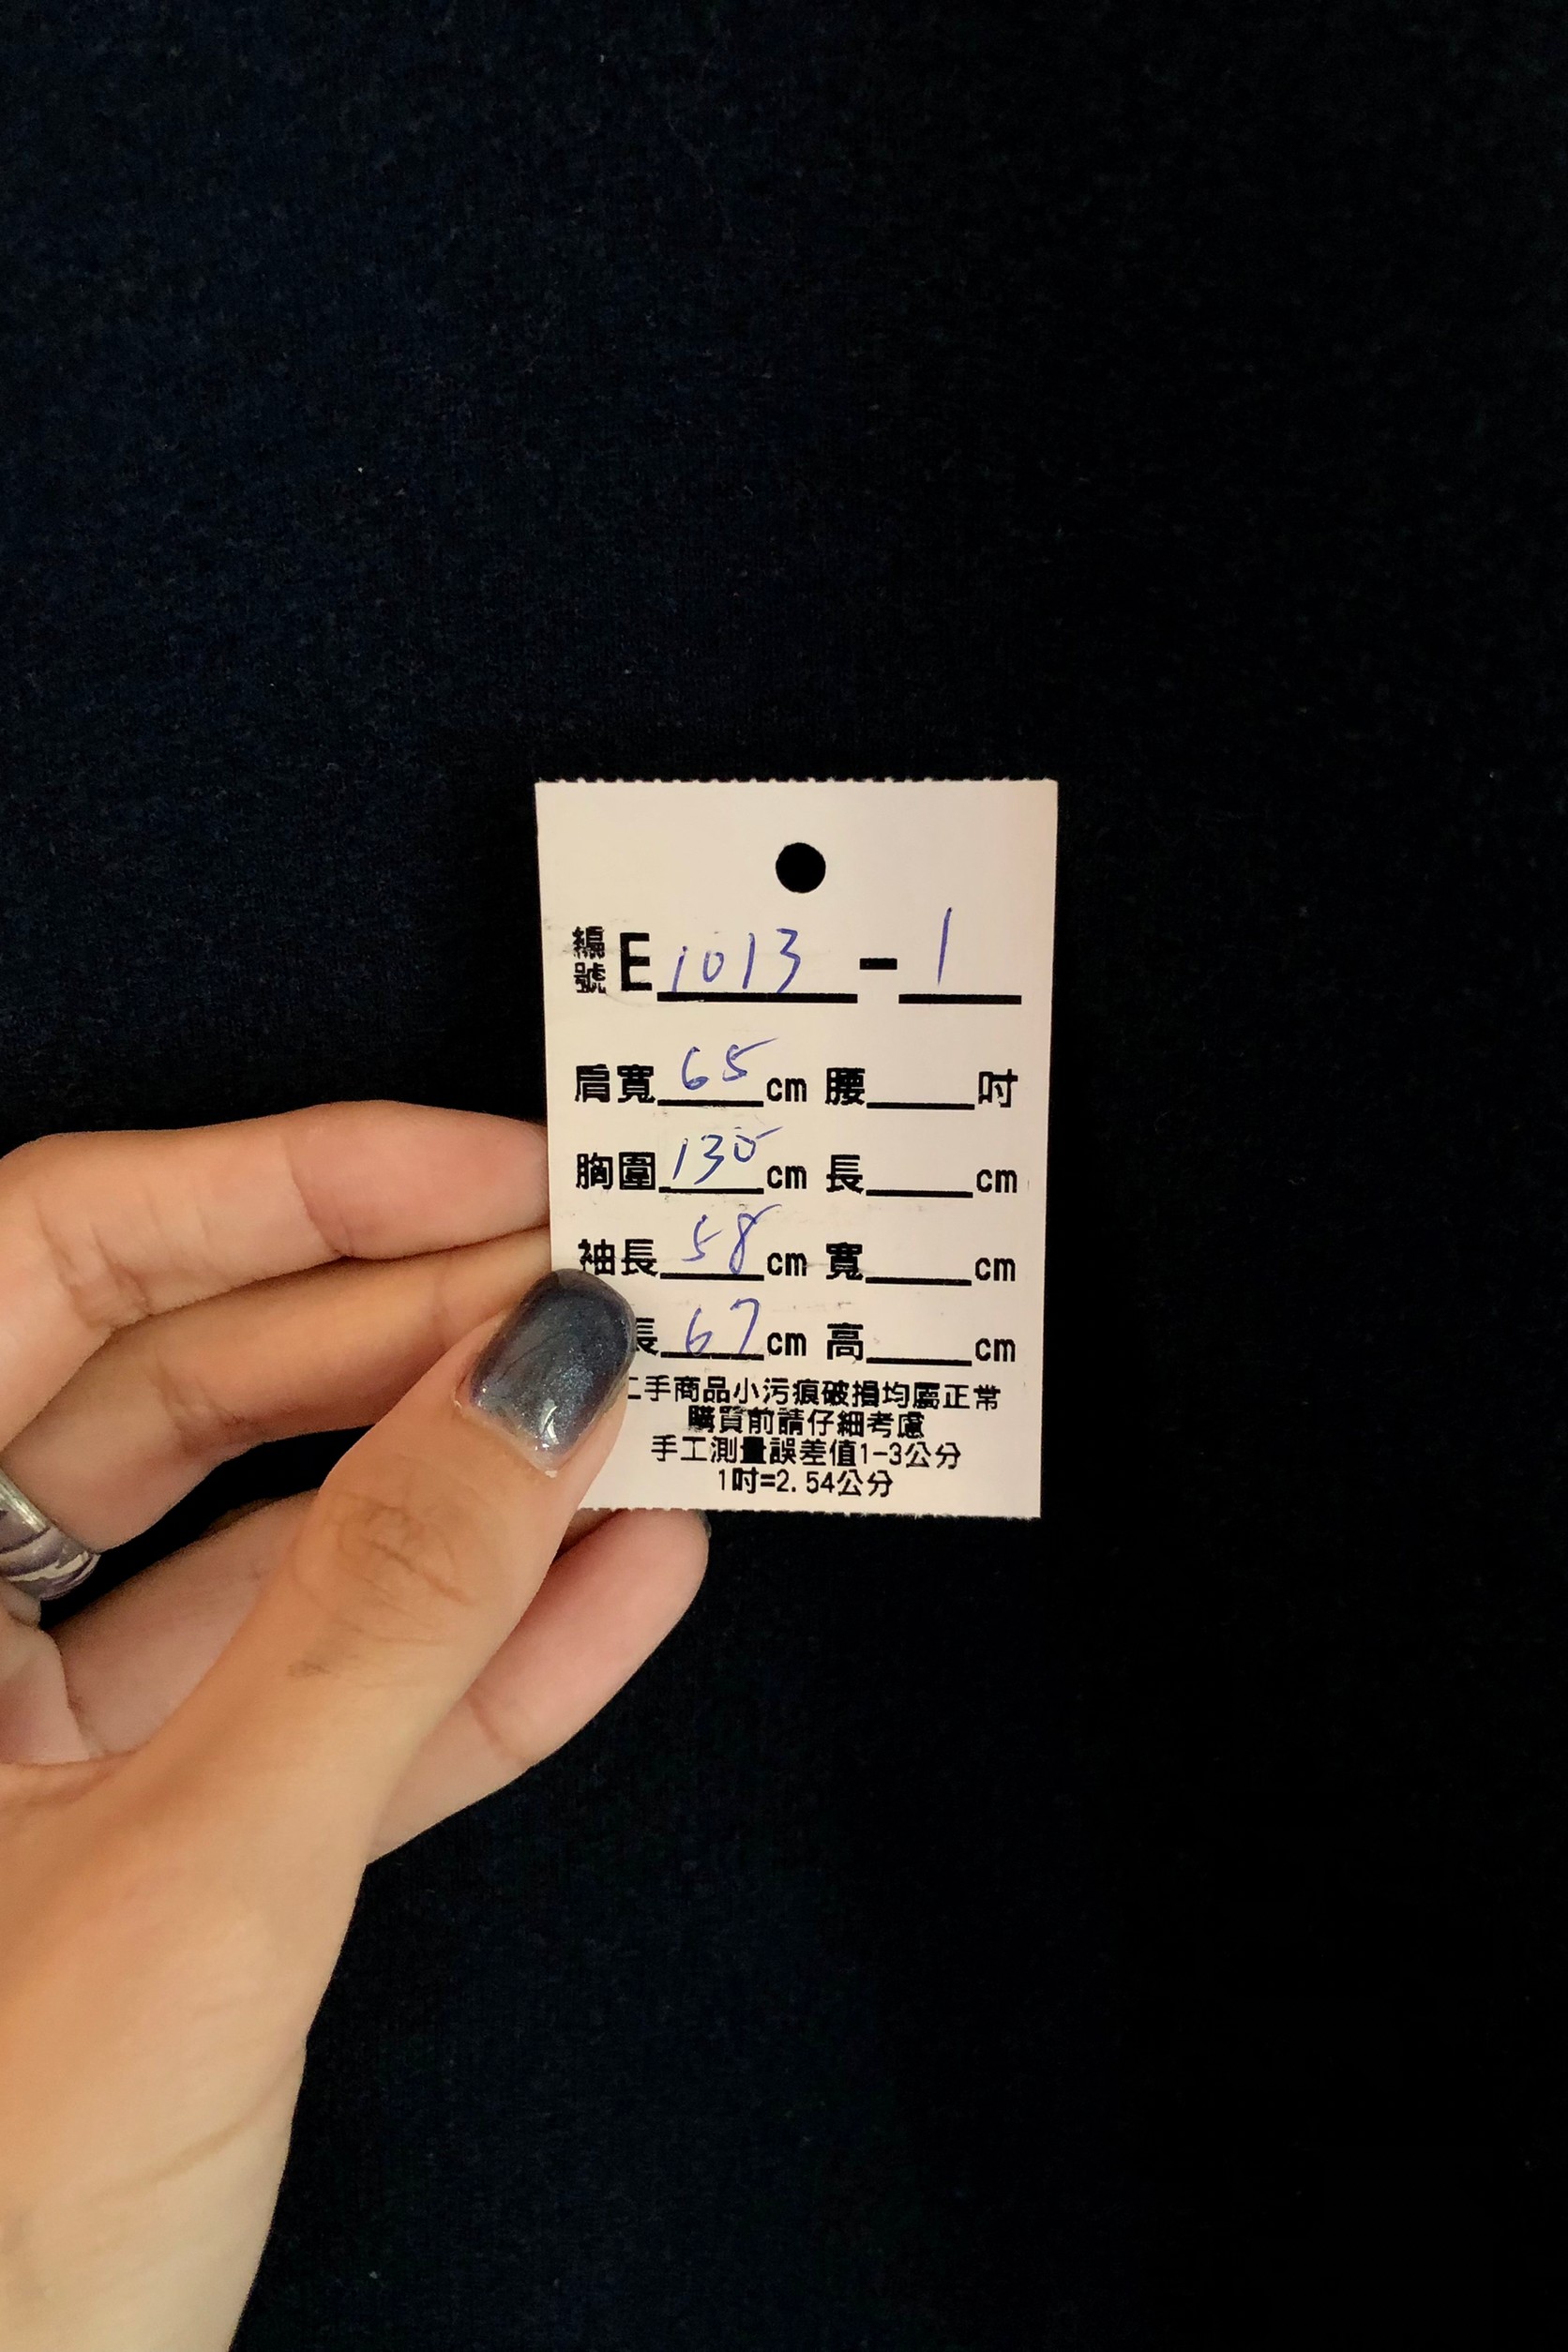 編號 E 1013 - 1
肩寬 65 cm 腰 吋
胸圍 130 cm 長 cm
袖長 58 cm 寬 cm
長 67 cm 高 cm
二手商品小污痕破損均屬正常
購買前請仔細考慮
手工測量誤差值1-3公分
1吋=2.54公分